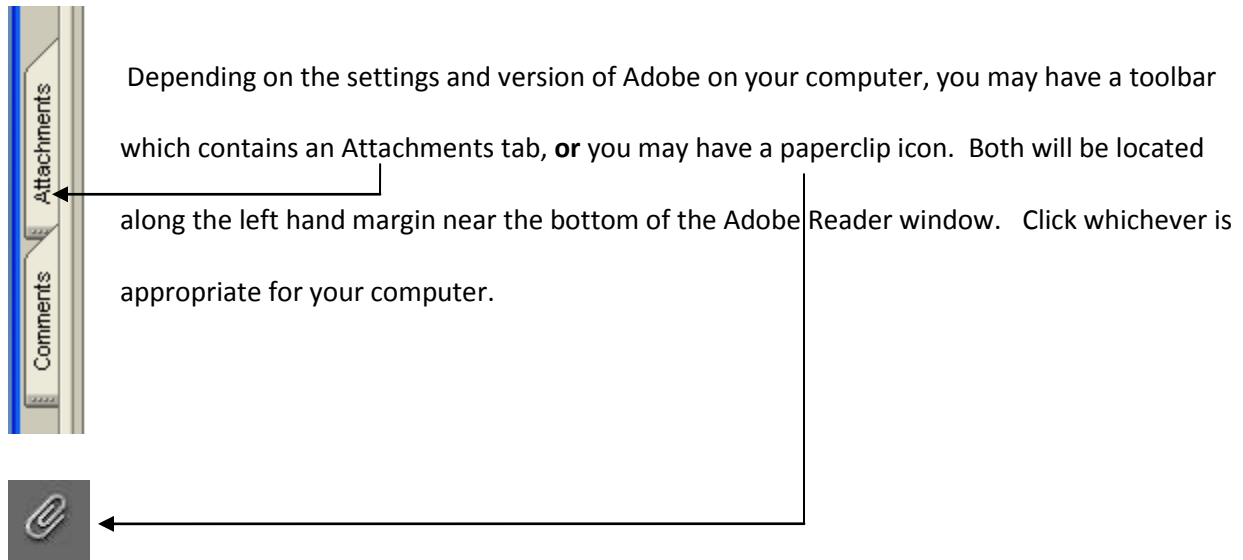 Attachments
Comments
Depending on the settings and version of Adobe on your computer, you may have a toolbar
which contains an Attachments tab, or you may have a paperclip icon.  Both will be located
along the left hand margin near the bottom of the Adobe Reader window.   Click whichever is
appropriate for your computer.